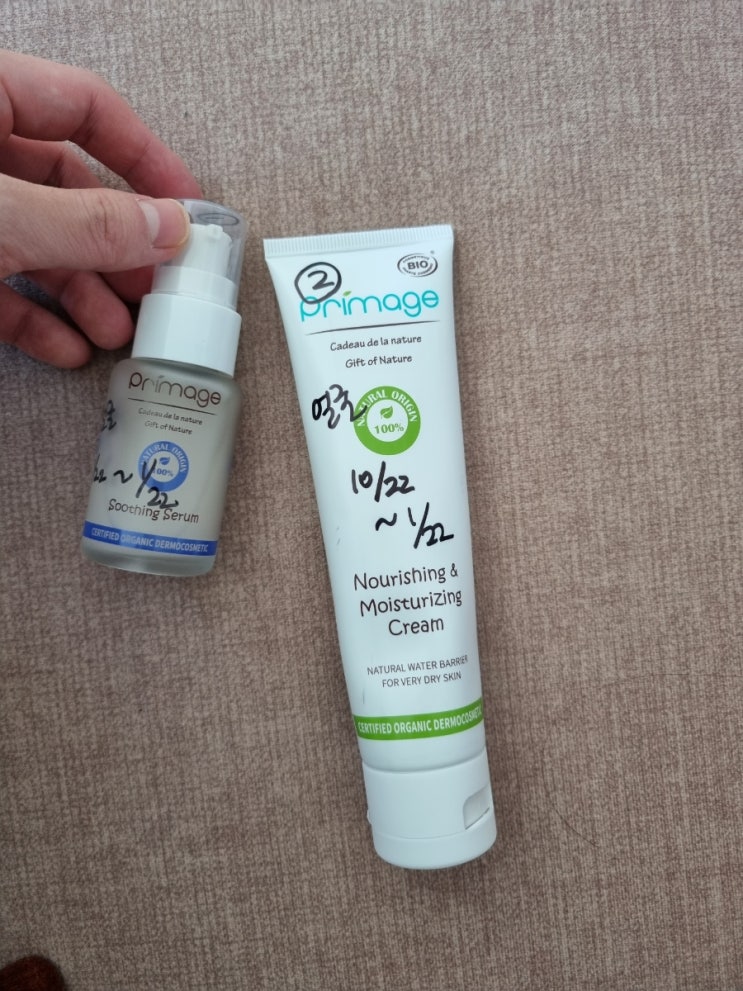 primage
Cadeau de la nature
Gift of Nature
NATURAL ORIGIN
100%
~ 1/22
Soothing Serum
CERTIFIED ORGANIC DERMOCOSMETIC
②
BIO
primage
Cadeau de la nature
Gift of Nature
얼굴
NATURAL ORIGIN
100%
10/22
~ 1/22
Nourishing &
Moisturizing
Cream
NATURAL WATER BARRIER
FOR VERY DRY SKIN
CERTIFIED ORGANIC DERMOCOSMETIC